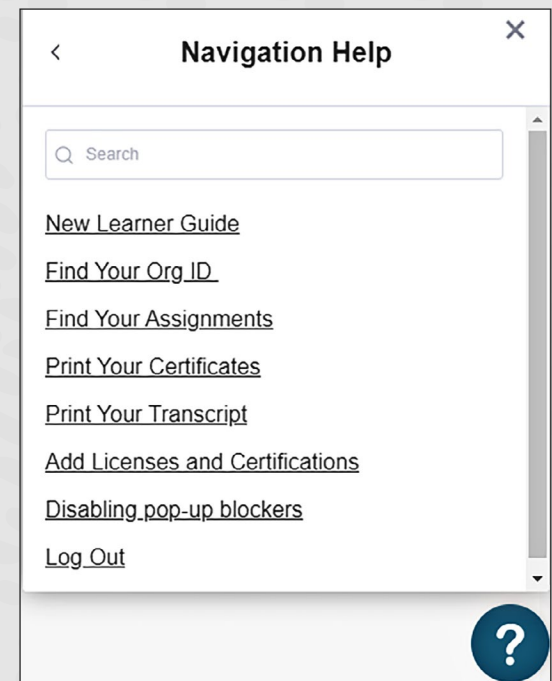 Navigation Help
Search
New Learner Guide
Find Your Org ID
Find Your Assignments
Print Your Certificates
Print Your Transcript
Add Licenses and Certifications
Disabling pop-up blockers
Log Out
?